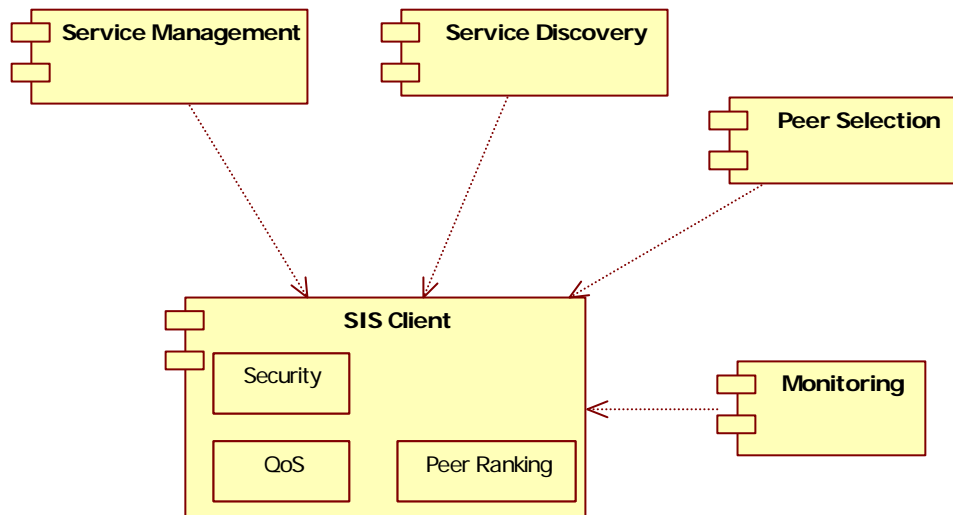 Service Management
Service Discovery
Peer Selection
SIS Client
Security
Monitoring
QoS
Peer Ranking